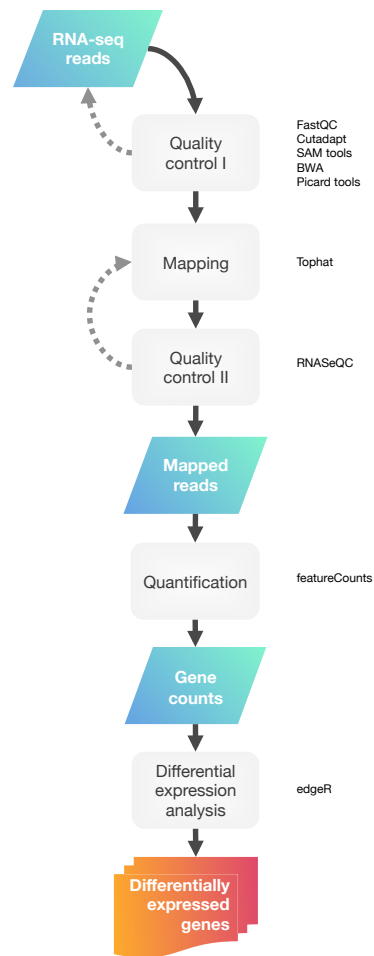 RNA-seq
reads
Quality
control I
FastQC
Cutadapt
SAM tools
BWA
Picard tools
Mapping
Tophat
Quality
control II
RNASeQC
Mapped
reads
Quantification
featureCounts
Gene
counts
Differential
expression
analysis
edgeR
Differentially
expressed
genes